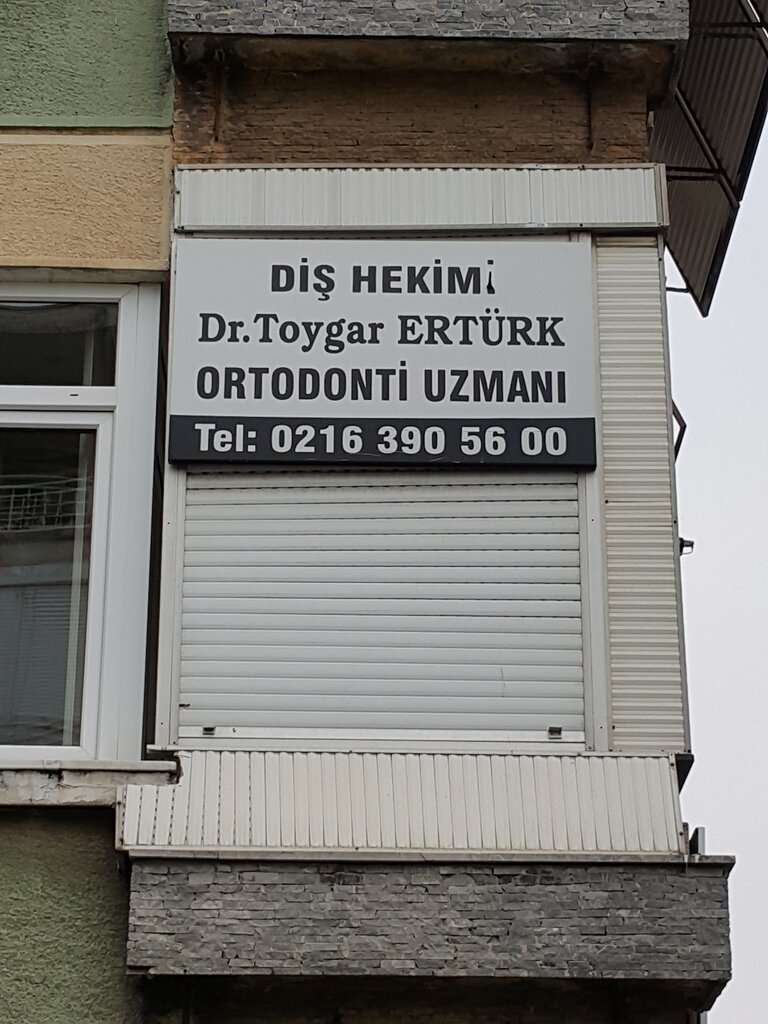 DİŞ HEKİMİ
Dr.Toygar ERTÜRK
ORTODONTİ UZMANI
Tel: 0216 390 56 00